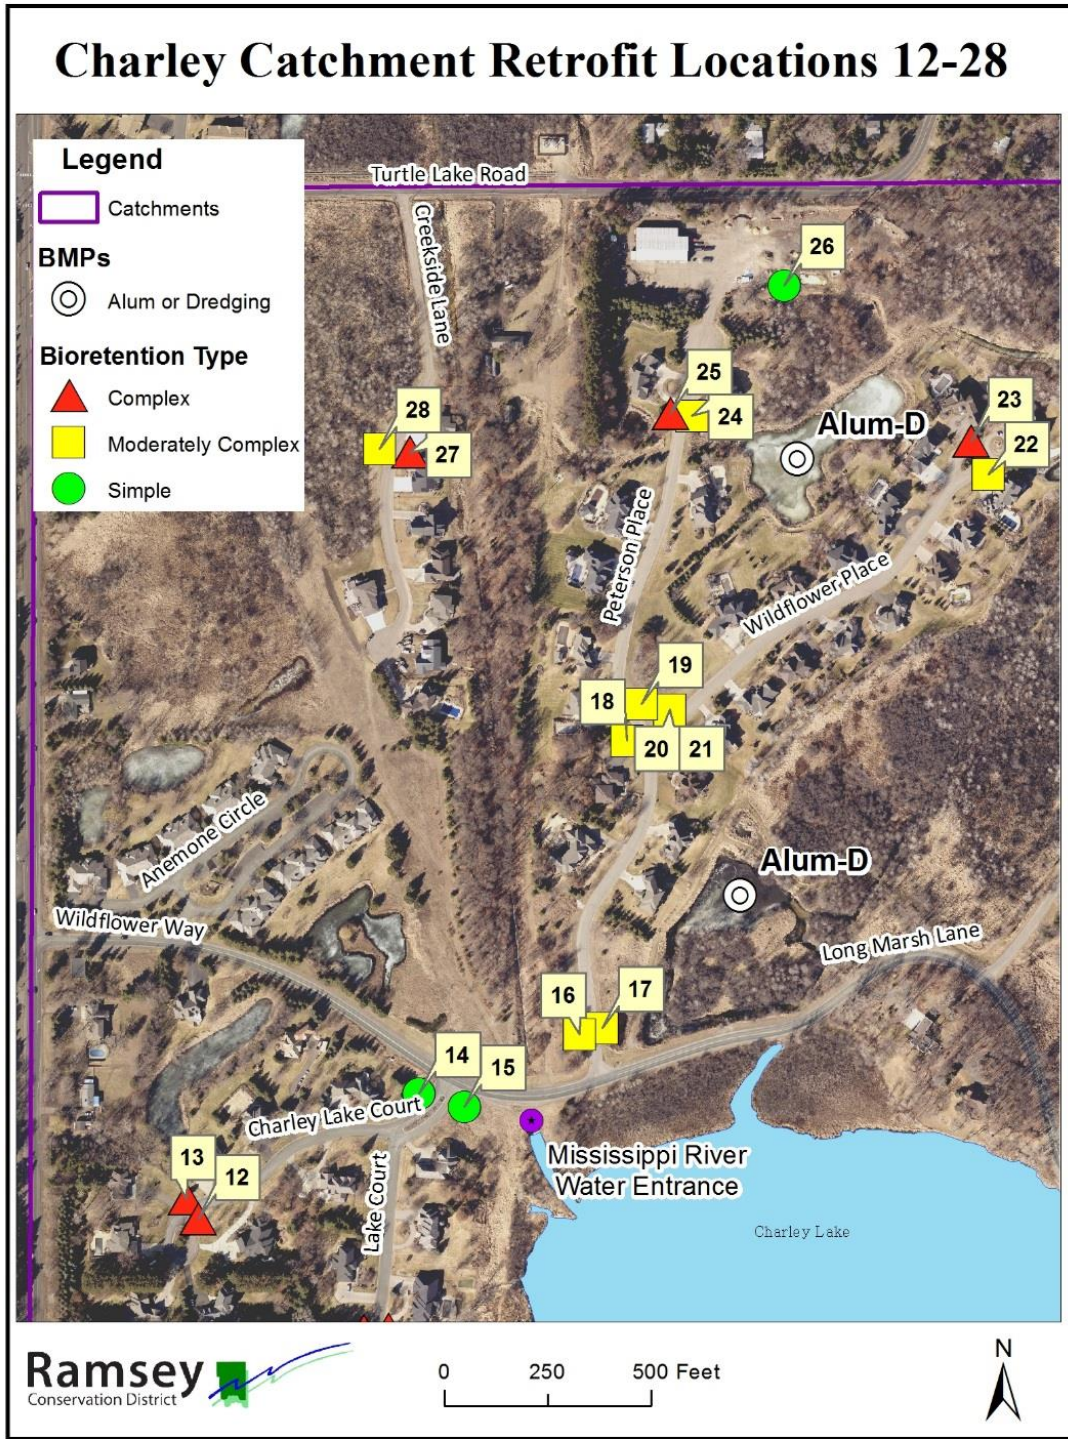 Charley Catchment Retrofit Locations 12-28
Legend
Catchments
BMPs
Alum or Dredging
Bioretention Type
Complex
Moderately Complex
Simple
Turtle Lake Road
Creekside Lane
26
25
24
28
27
Alum-D
23
22
Peterson Place
Wildflower Place
19
18
20
21
Anemone Circle
Alum-D
Wildflower Way
Long Marsh Lane
16
17
14
15
Charley Lake Court
Mississippi River
Water Entrance
13
12
Lake Court
Charley Lake
Ramsey
Conservation District
0 250 500 Feet
N